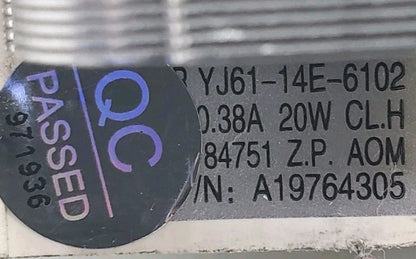 YJ61-14E-6102
0.38A 20W CL.H
84751 Z.P. AOM
/N: A19764305
QC
PASSED
971936